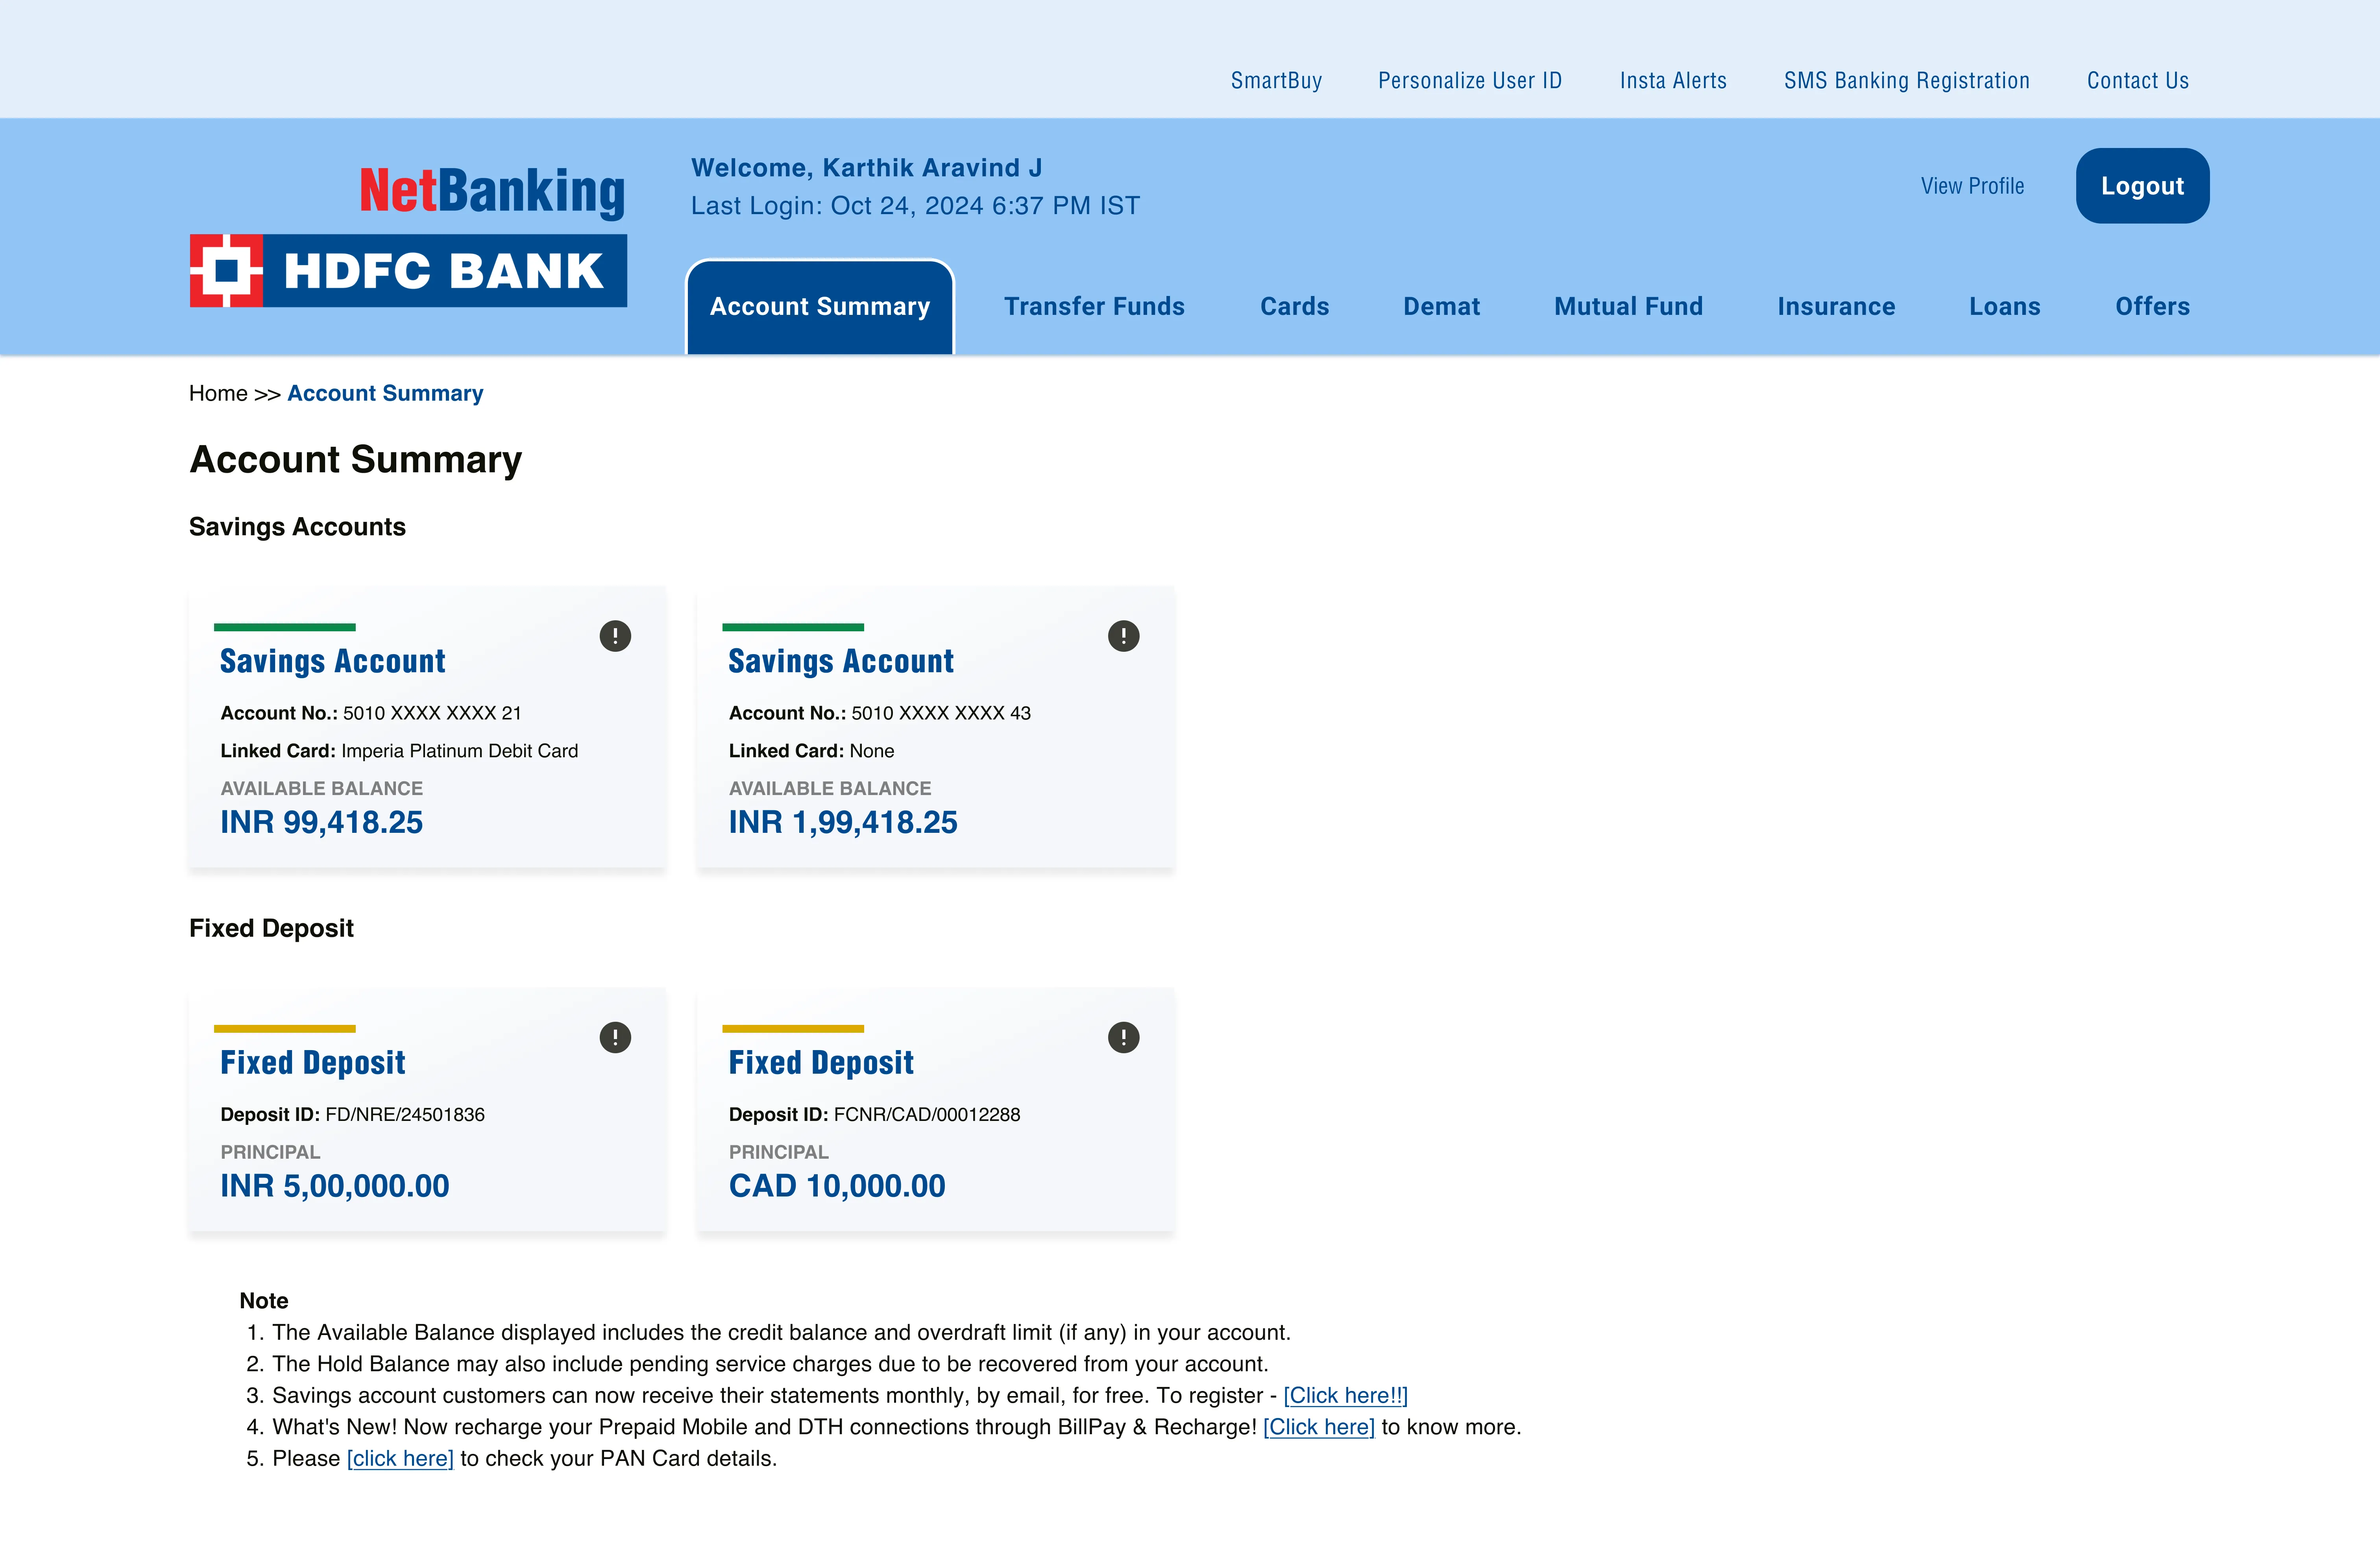 SmartBuy Personalize User ID Insta Alerts SMS Banking Registration Contact Us
NetBanking
HDFC BANK
Welcome, Karthik Aravind J
Last Login: Oct 24, 2024 6:37 PM IST
View Profile
Logout
Account Summary Transfer Funds Cards Demat Mutual Fund Insurance Loans Offers
Home >> Account Summary
Account Summary
Savings Accounts
Savings Account
Account No.: 5010 XXXX XXXX 21
Linked Card: Imperia Platinum Debit Card
AVAILABLE BALANCE
INR 99,418.25
Savings Account
Account No.: 5010 XXXX XXXX 43
Linked Card: None
AVAILABLE BALANCE
INR 1,99,418.25
Fixed Deposit
Fixed Deposit
Deposit ID: FD/NRE/24501836
PRINCIPAL
INR 5,00,000.00
Fixed Deposit
Deposit ID: FCNR/CAD/00012288
PRINCIPAL
CAD 10,000.00
Note
1. The Available Balance displayed includes the credit balance and overdraft limit (if any) in your account.
2. The Hold Balance may also include pending service charges due to be recovered from your account.
3. Savings account customers can now receive their statements monthly, by email, for free. To register - [Click here!!]
4. What's New! Now recharge your Prepaid Mobile and DTH connections through BillPay & Recharge! [Click here] to know more.
5. Please [click here] to check your PAN Card details.